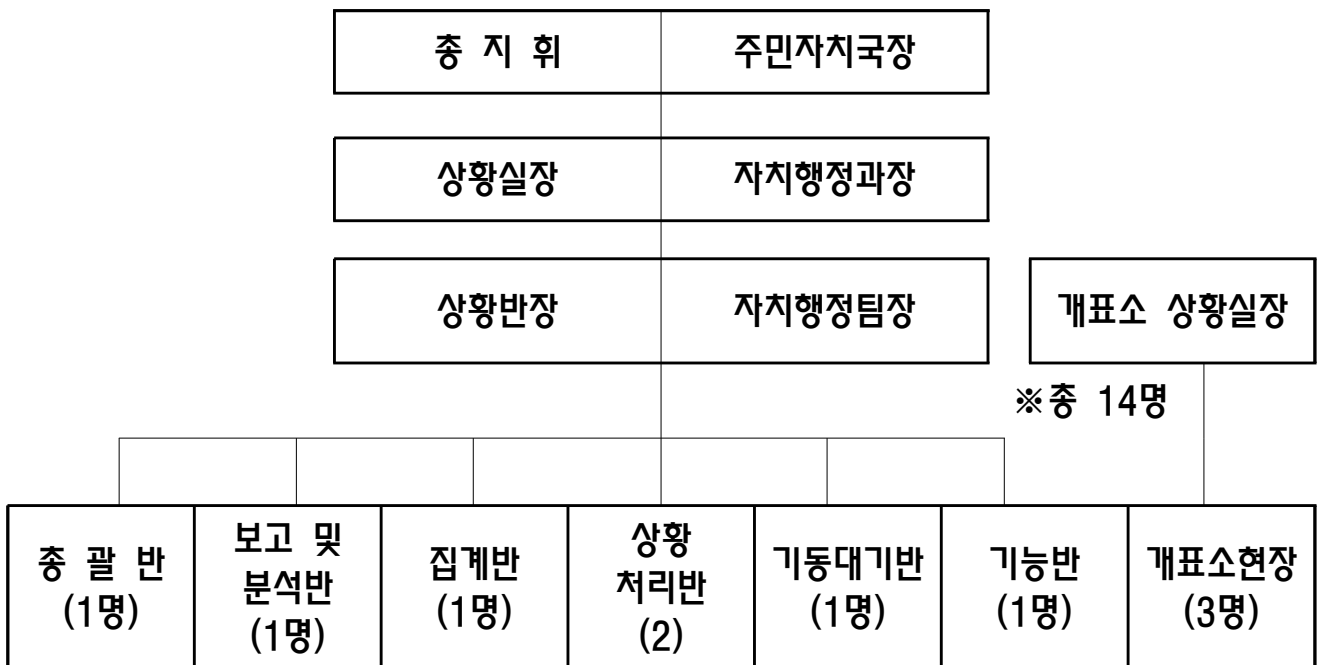 총 지 휘 주민자치국장
상황실장 자치행정과장
상황반장 자치행정팀장 개표소 상황실장
※총 14명
총 괄 반
(1명)
보고 및
분석반
(1명)
집계반
(1명)
상황
처리반
(2)
기동대기반
(1명)
기능반
(1명)
개표소현장
(3명)